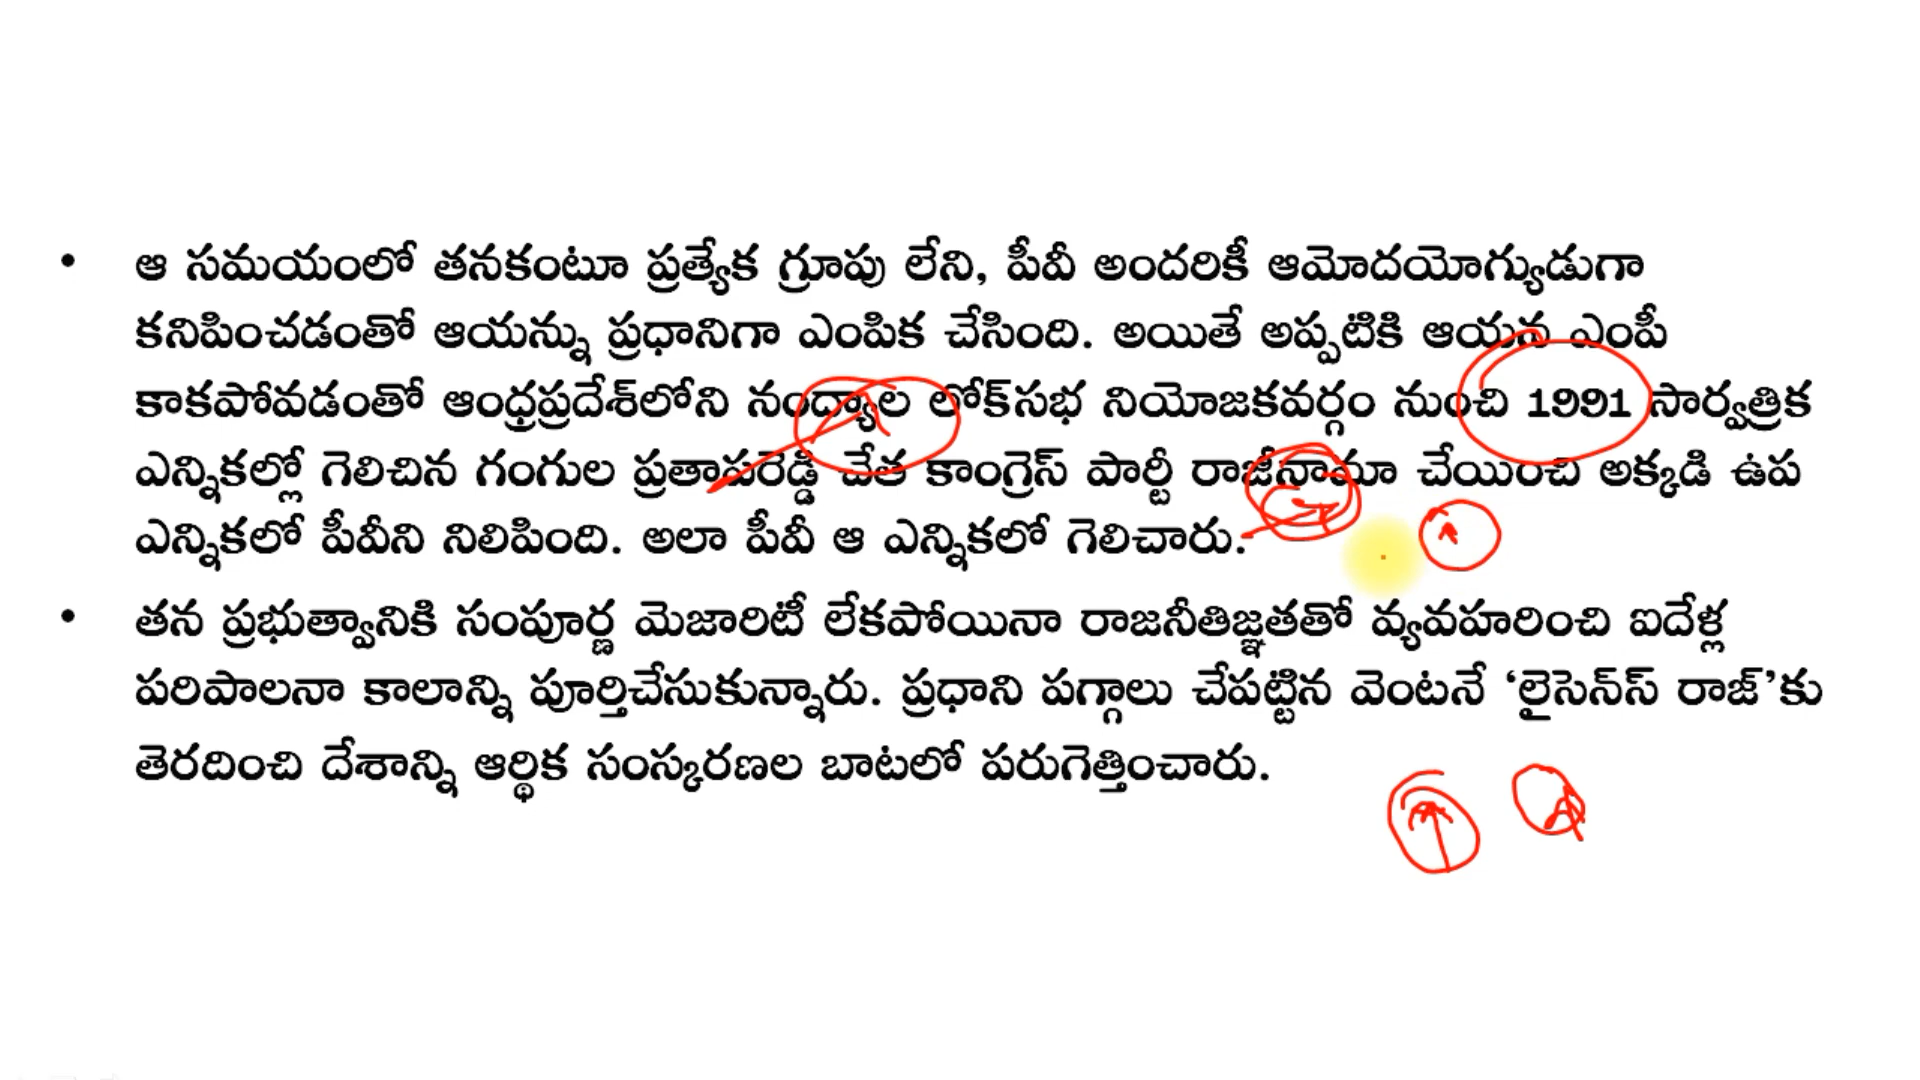 • ఆ సమయంలో తనకంటూ ప్రత్యేక గ్రూపు లేని, పీవీ అందరికీ ఆమోదయోగ్యుడుగా
కనిపించడంతో ఆయన్ను ప్రధానిగా ఎంపిక చేసింది. అయితే అప్పటికి ఆయన ఎంపీ
కాకపోవడంతో ఆంధ్రప్రదేశ్‌లోని నంద్యాల లోక్‌సభ నియోజకవర్గం నుంచి 1991 సార్వత్రిక
ఎన్నికల్లో గెలిచిన గంగుల ప్రతాపరెడ్డి చేత కాంగ్రెస్ పార్టీ రాజీనామా చేయించి అక్కడి ఉప
ఎన్నికలో పీవీని నిలిపింది. అలా పీవీ ఆ ఎన్నికలో గెలిచారు.
• తన ప్రభుత్వానికి సంపూర్ణ మెజారిటీ లేకపోయినా రాజనీతిజ్ఞతతో వ్యవహరించి ఐదేళ్ల
పరిపాలనా కాలాన్ని పూర్తిచేసుకున్నారు. ప్రధాని పగ్గాలు చేపట్టిన వెంటనే ‘లైసెన్స్ రాజ్’కు
తెరదించి దేశాన్ని ఆర్థిక సంస్కరణల బాటలో పరుగెత్తించారు.